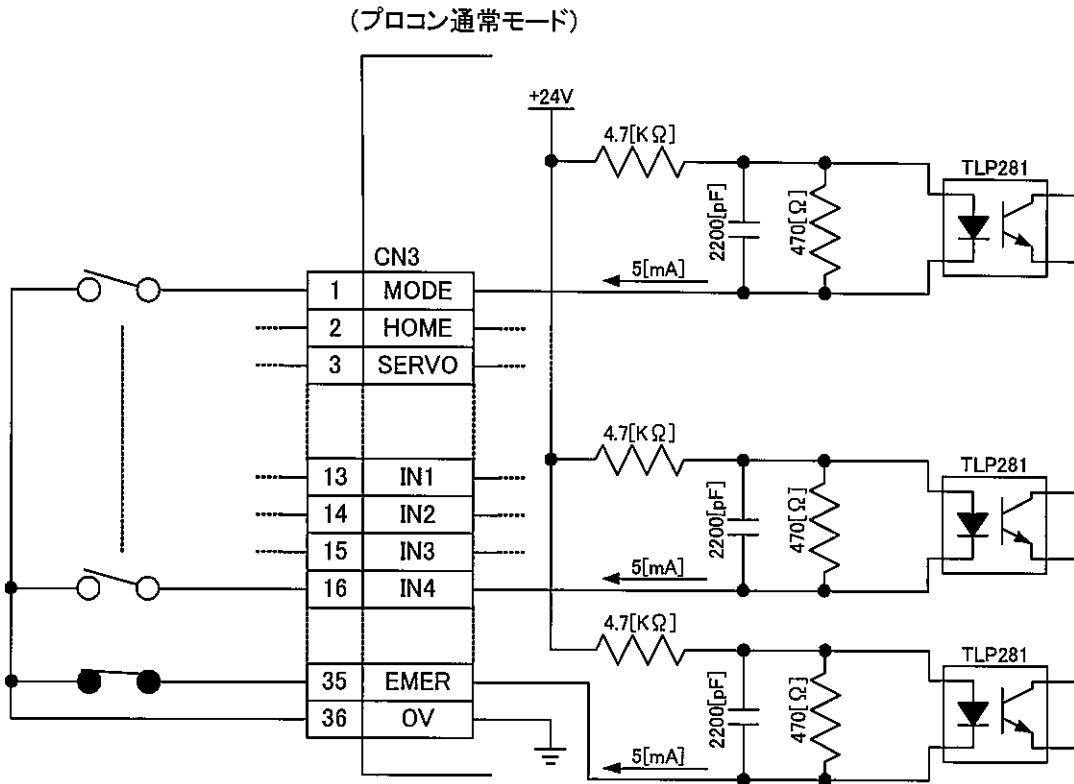 (プロコン通常モード)
+24V
4.7[KΩ]
2200[pF]
470[Ω]
TLP281
5[mA]
CN3
1 MODE
2 HOME
3 SERVO
13 IN1
14 IN2
15 IN3
16 IN4
35 EMER
36 0V
4.7[KΩ]
2200[pF]
470[Ω]
TLP281
5[mA]
4.7[KΩ]
2200[pF]
470[Ω]
TLP281
5[mA]